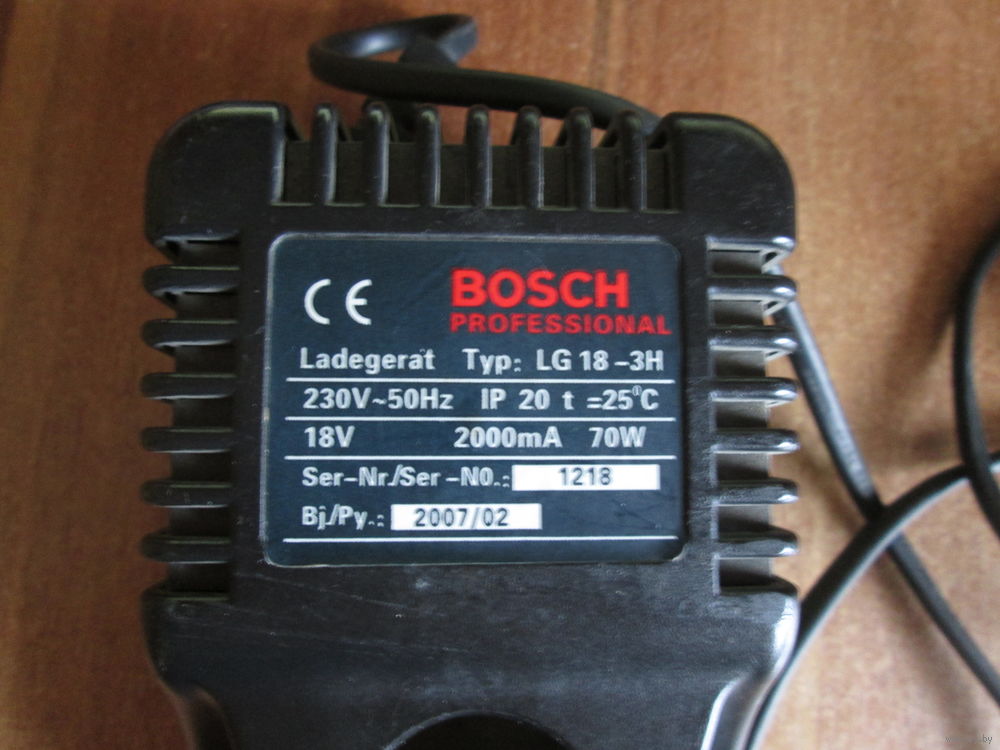 CE BOSCH
PROFESSIONAL
Ladegerät Typ: LG 18 -3H
230V~50Hz IP 20 t =25°C
18V 2000mA 70W
Ser-Nr./Ser -NO.: 1218
Bj./Py.: 2007/02